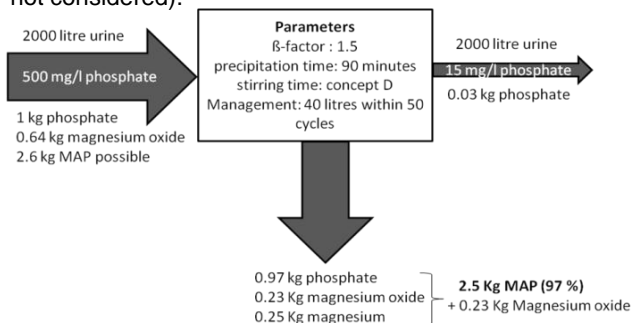 not considered).
2000 litre urine
500 mg/l phosphate
1 kg phosphate
0.64 kg magnesium oxide
2.6 kg MAP possible
Parameters
ß-factor : 1.5
precipitation time: 90 minutes
stirring time: concept D
Management: 40 litres within 50
cycles
2000 litre urine
15 mg/l phosphate
0.03 kg phosphate
0.97 kg phosphate
0.23 Kg magnesium oxide
0.25 Kg magnesium
2.5 Kg MAP (97 %)
+ 0.23 Kg Magnesium oxide